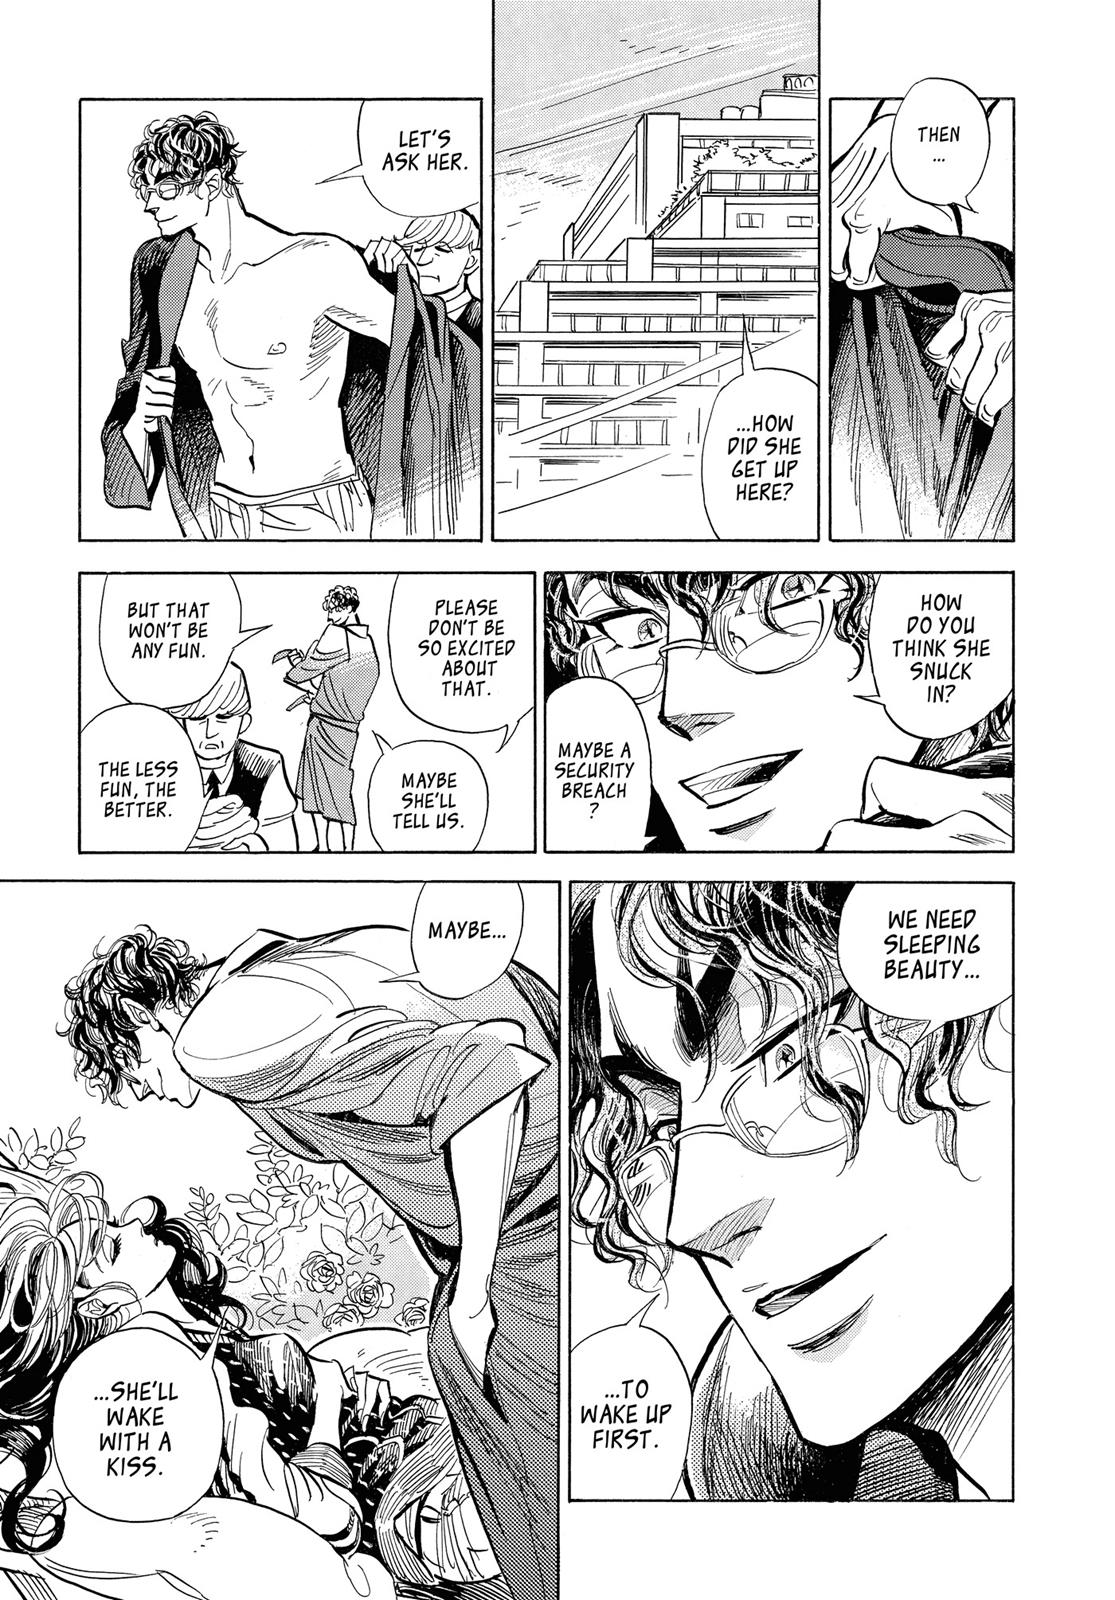 THEN
...
...HOW
DID SHE
GET UP
HERE?
LET'S
ASK HER.
HOW
DO YOU
THINK SHE
SNUCK
IN?
MAYBE A
SECURITY
BREACH
?
PLEASE
DON'T BE
SO EXCITED
ABOUT
THAT.
MAYBE
SHE'LL
TELL US.
BUT THAT
WON'T BE
ANY FUN.
THE LESS
FUN, THE
BETTER.
WE NEED
SLEEPING
BEAUTY...
...TO
WAKE UP
FIRST.
MAYBE...
...SHE'LL
WAKE
WITH A
KISS.